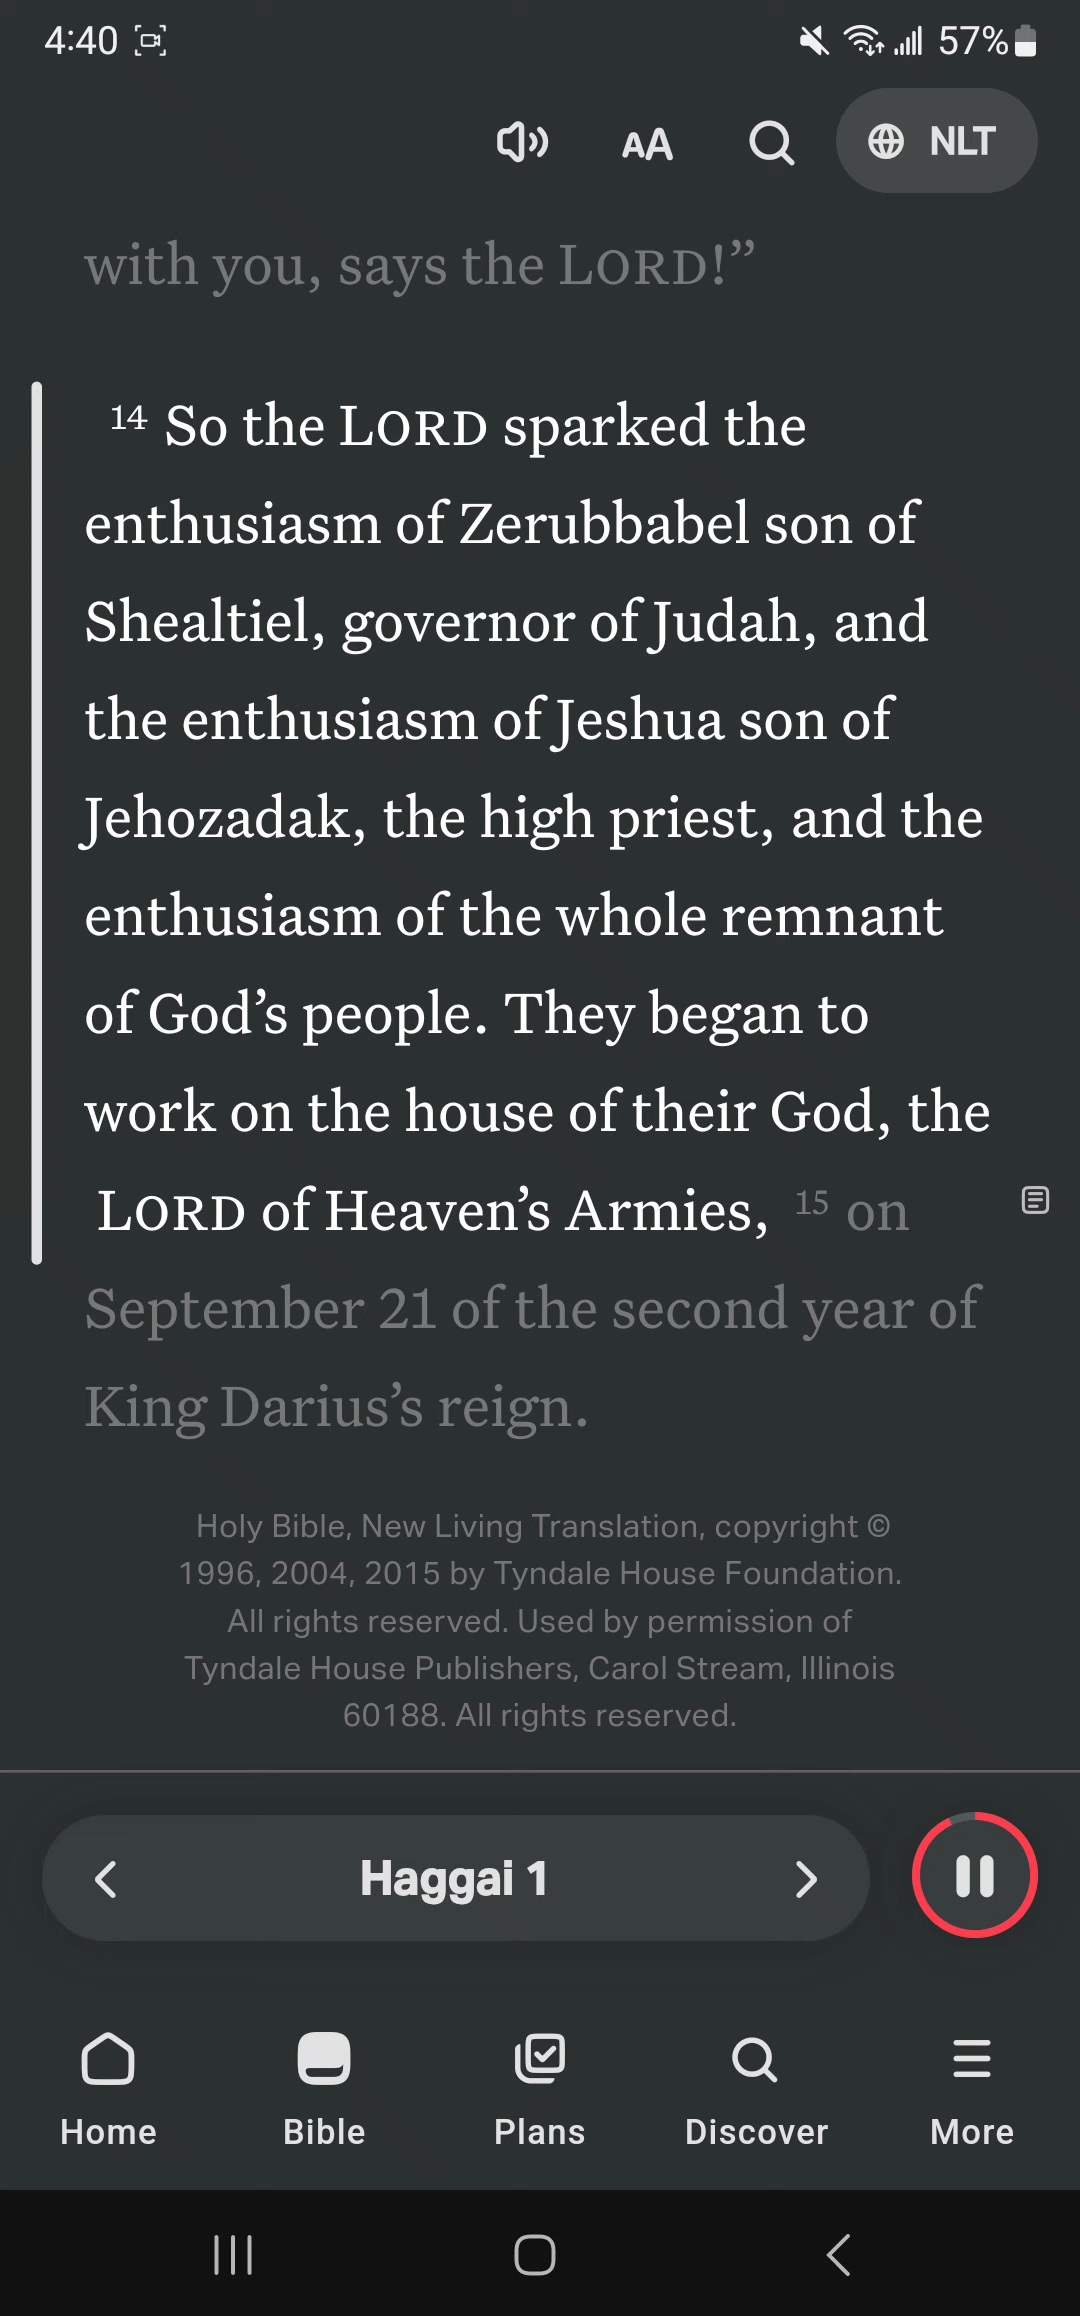 4:40 57%
NLT
with you, says the LORD!”
14 So the LORD sparked the
enthusiasm of Zerubbabel son of
Shealtiel, governor of Judah, and
the enthusiasm of Jeshua son of
Jehozadak, the high priest, and the
enthusiasm of the whole remnant
of God’s people. They began to
work on the house of their God, the
LORD of Heaven’s Armies, 15 on
September 21 of the second year of
King Darius’s reign.
Holy Bible, New Living Translation, copyright ©
1996, 2004, 2015 by Tyndale House Foundation.
All rights reserved. Used by permission of
Tyndale House Publishers, Carol Stream, Illinois
60188. All rights reserved.
Haggai 1
Home Bible Plans Discover More